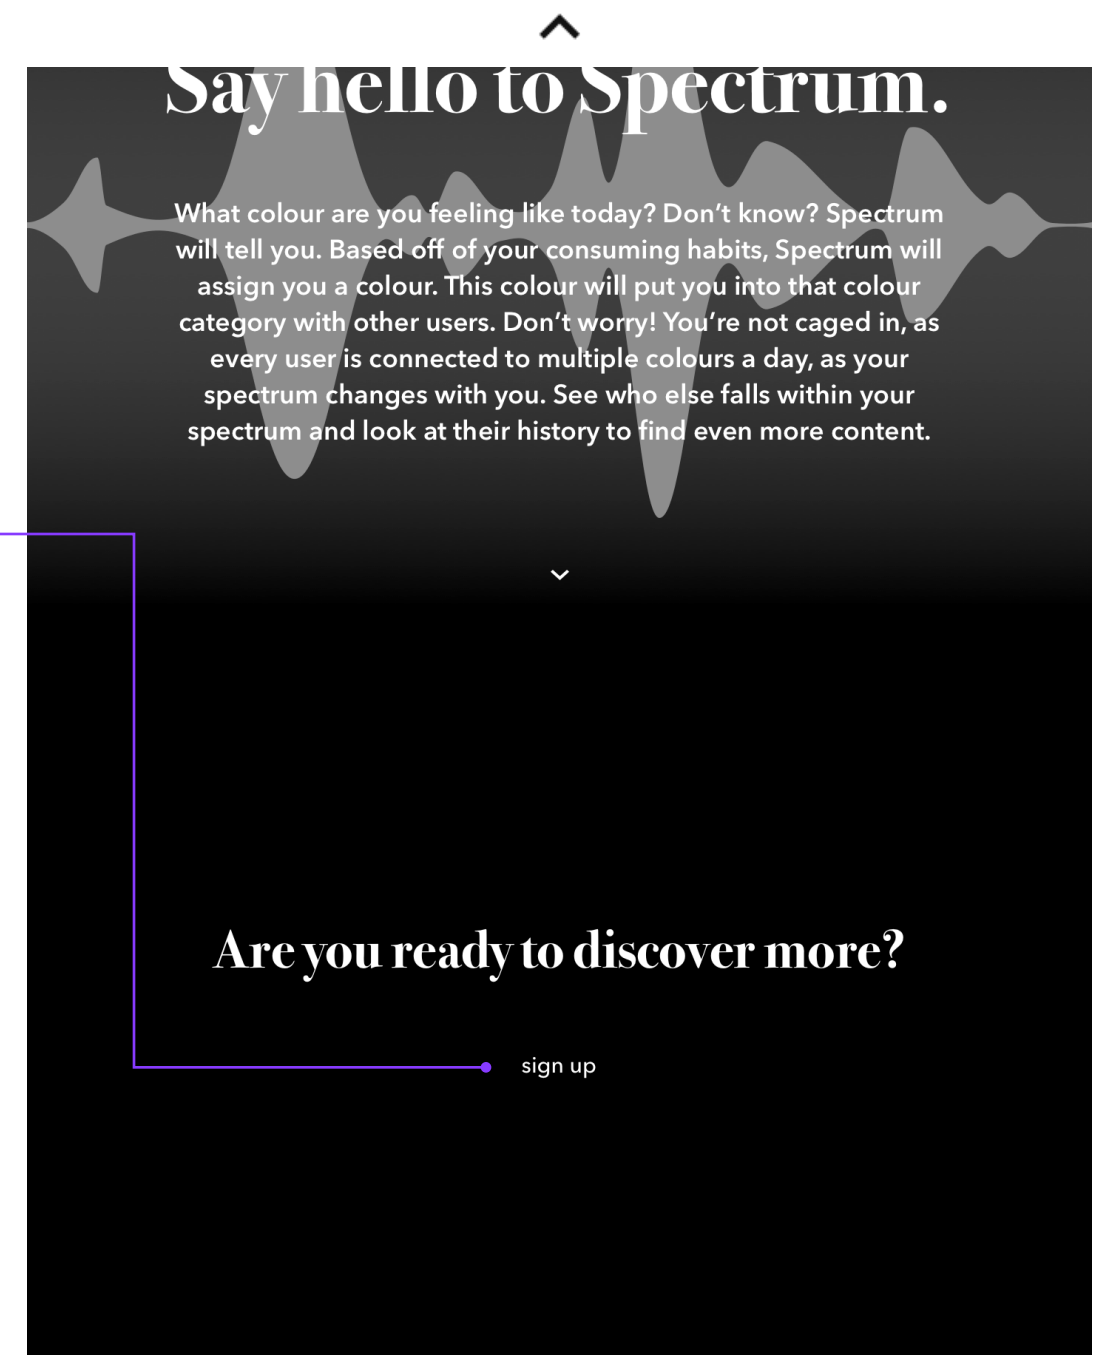 Say hello to Spectrum.
What colour are you feeling like today? Don’t know? Spectrum
will tell you. Based off of your consuming habits, Spectrum will
assign you a colour. This colour will put you into that colour
category with other users. Don’t worry! You’re not caged in, as
every user is connected to multiple colours a day, as your
spectrum changes with you. See who else falls within your
spectrum and look at their history to find even more content.
Are you ready to discover more?
sign up